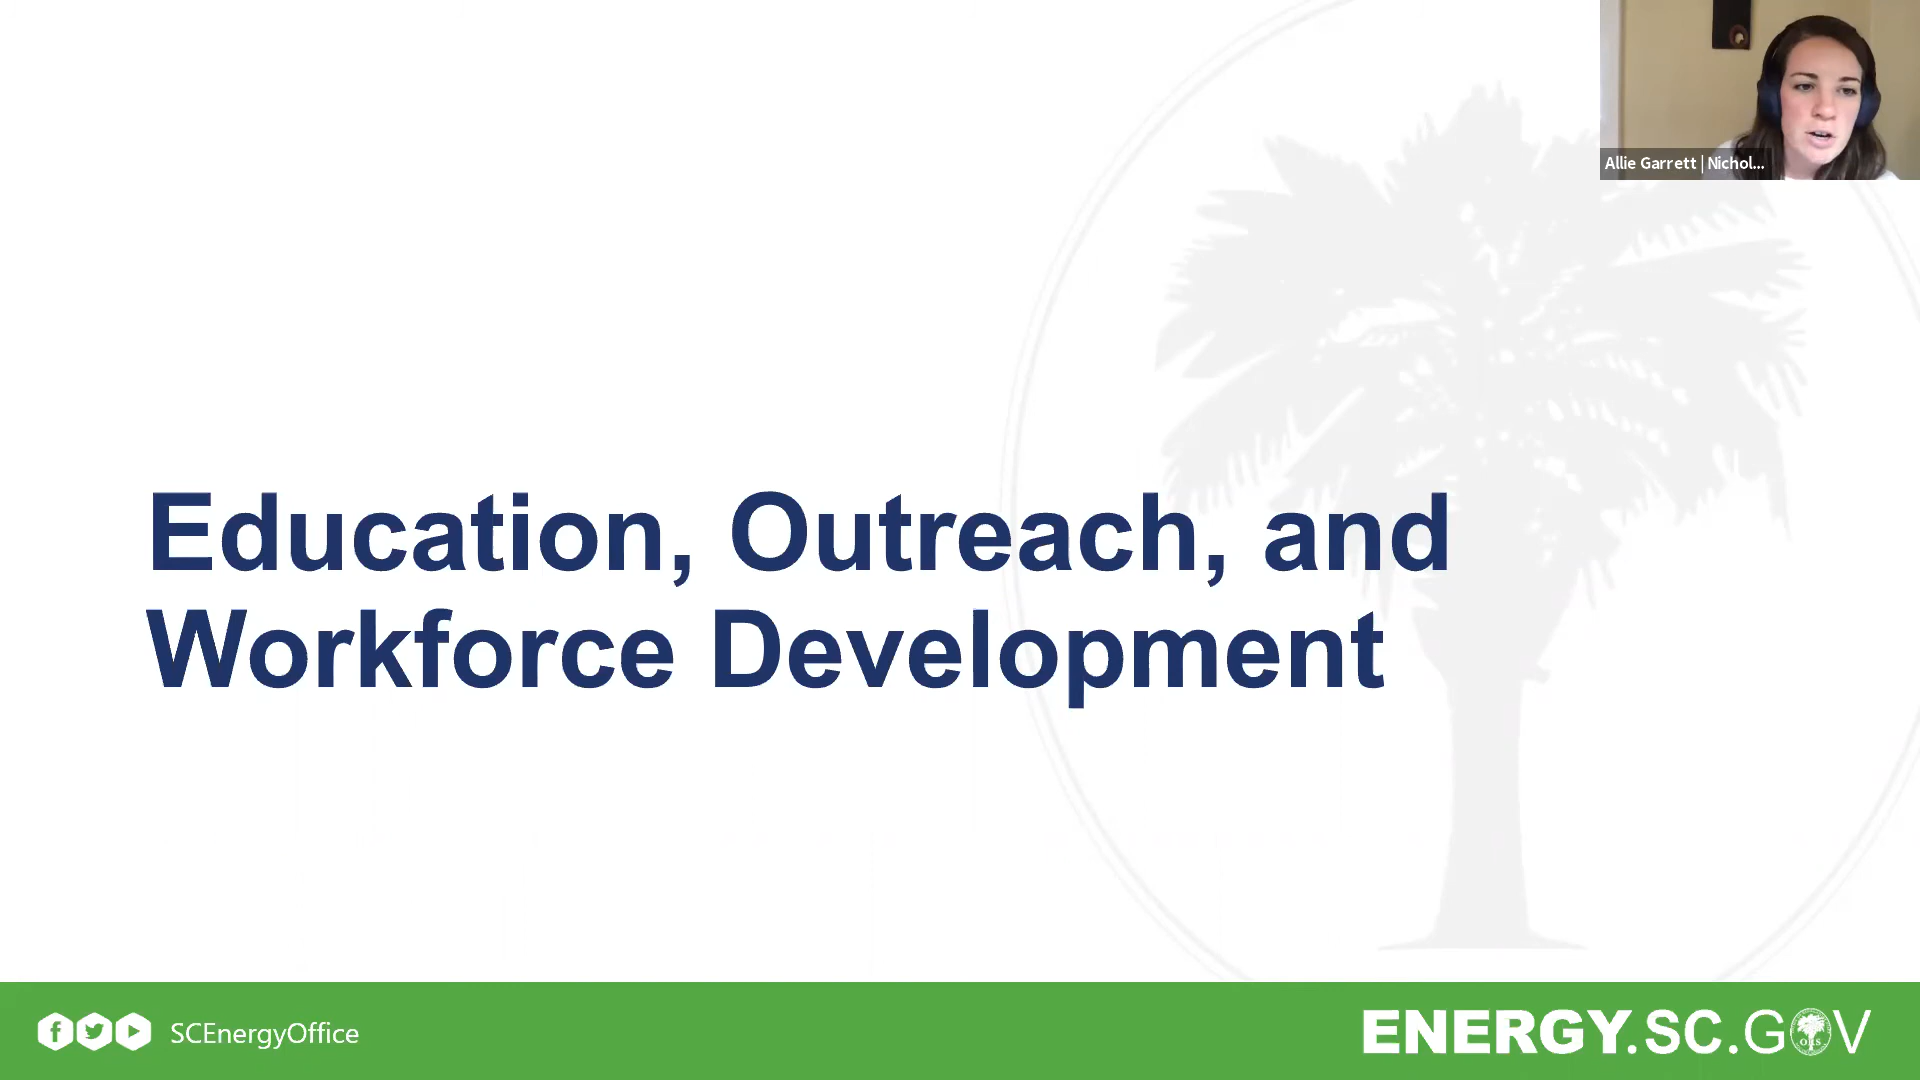 Allie Garrett | Nichol...
Education, Outreach, and
Workforce Development
SCEnergyOffice
ENERGY.SC.GOV